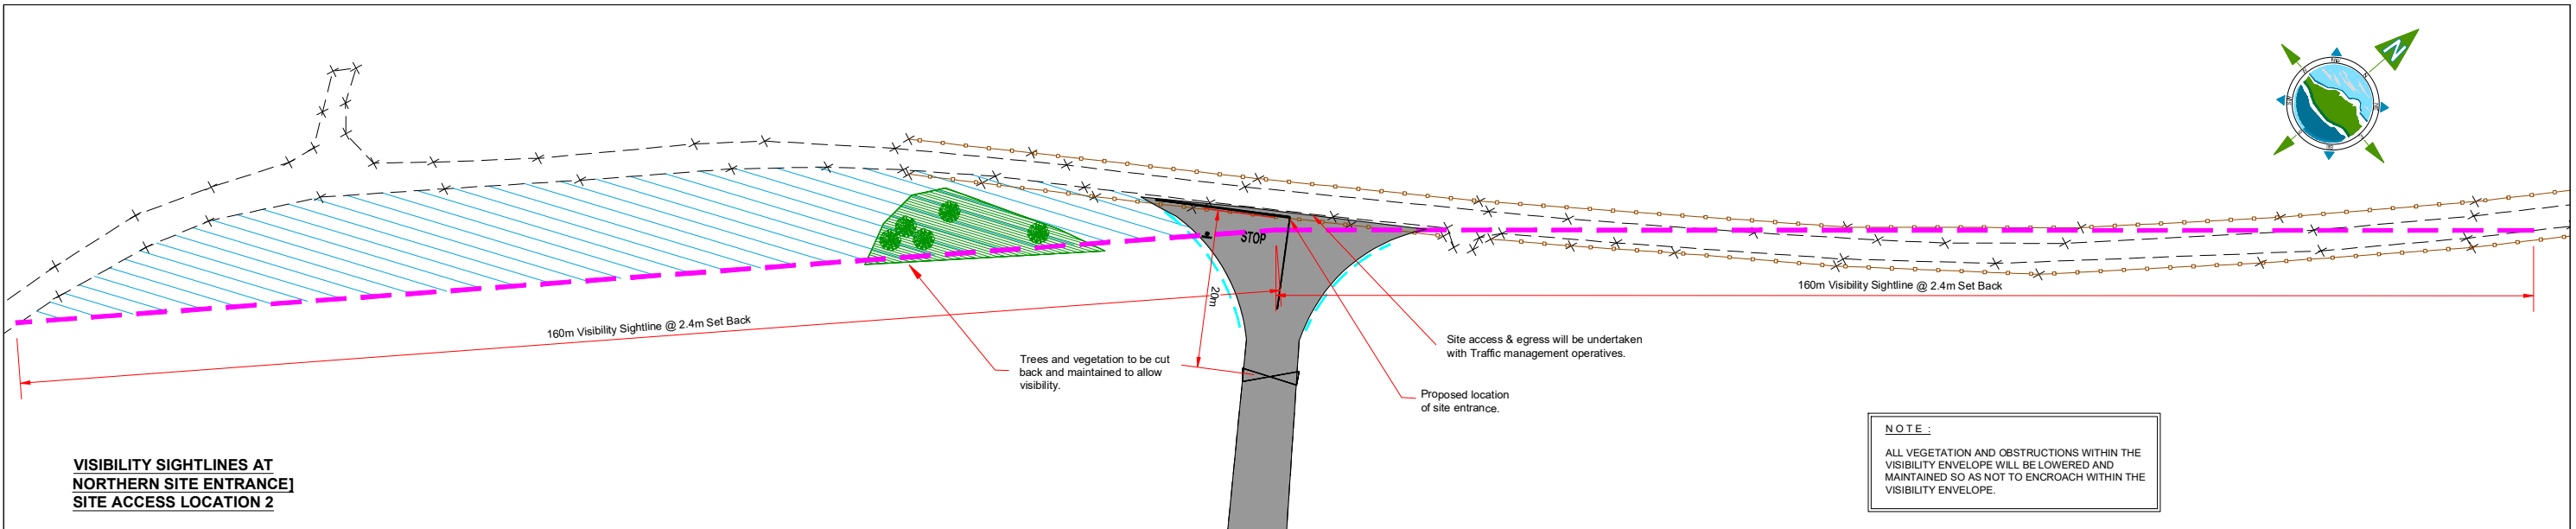 N
STOP
20m
160m Visibility Sightline @ 2.4m Set Back
160m Visibility Sightline @ 2.4m Set Back
Trees and vegetation to be cut
back and maintained to allow
visibility.
Site access & egress will be undertaken
with Traffic management operatives.
Proposed location
of site entrance.
VISIBILITY SIGHTLINES AT
NORTHERN SITE ENTRANCE]
SITE ACCESS LOCATION 2
NOTE :
ALL VEGETATION AND OBSTRUCTIONS WITHIN THE
VISIBILITY ENVELOPE WILL BE LOWERED AND
MAINTAINED SO AS NOT TO ENCROACH WITHIN THE
VISIBILITY ENVELOPE.